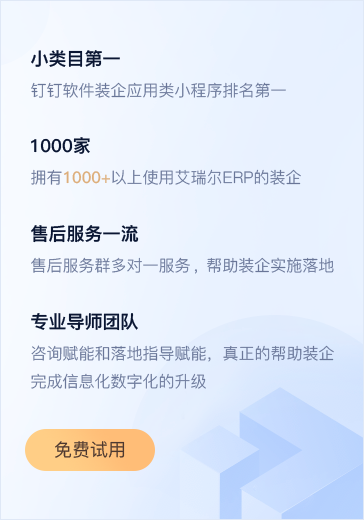 小类目第一
钉钉软件装企应用类小程序排名第一
1000家
拥有1000+以上使用艾瑞尔ERP的装企
售后服务一流
售后服务群多对一服务，帮助装企实施落地
专业导师团队
咨询赋能和落地指导赋能，真正的帮助装企
完成信息化数字化的升级
免费试用